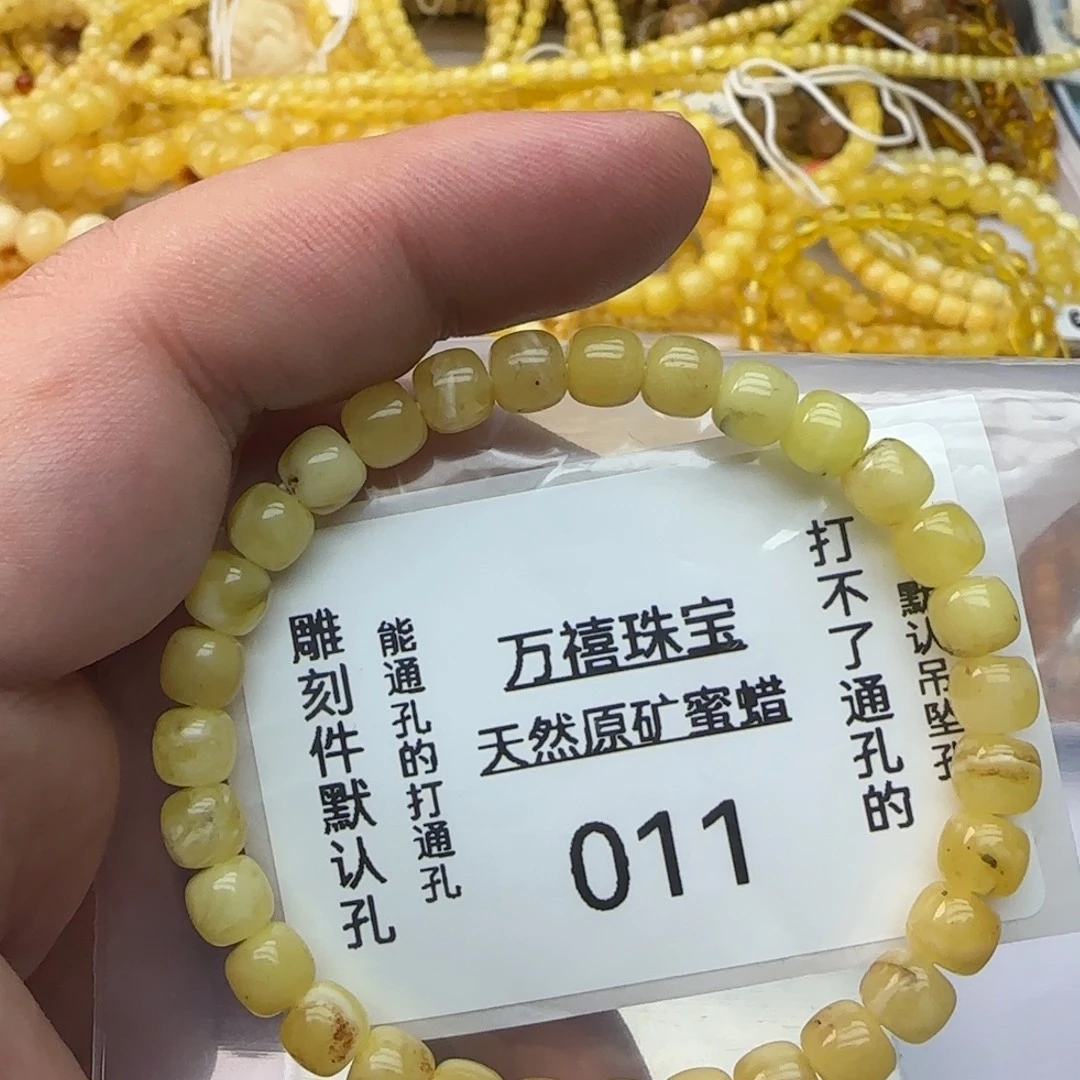 雕刻件默认孔
能通孔的打通孔
万禧珠宝
天然原矿蜜蜡
011
打不了通孔的
默认吊坠孔